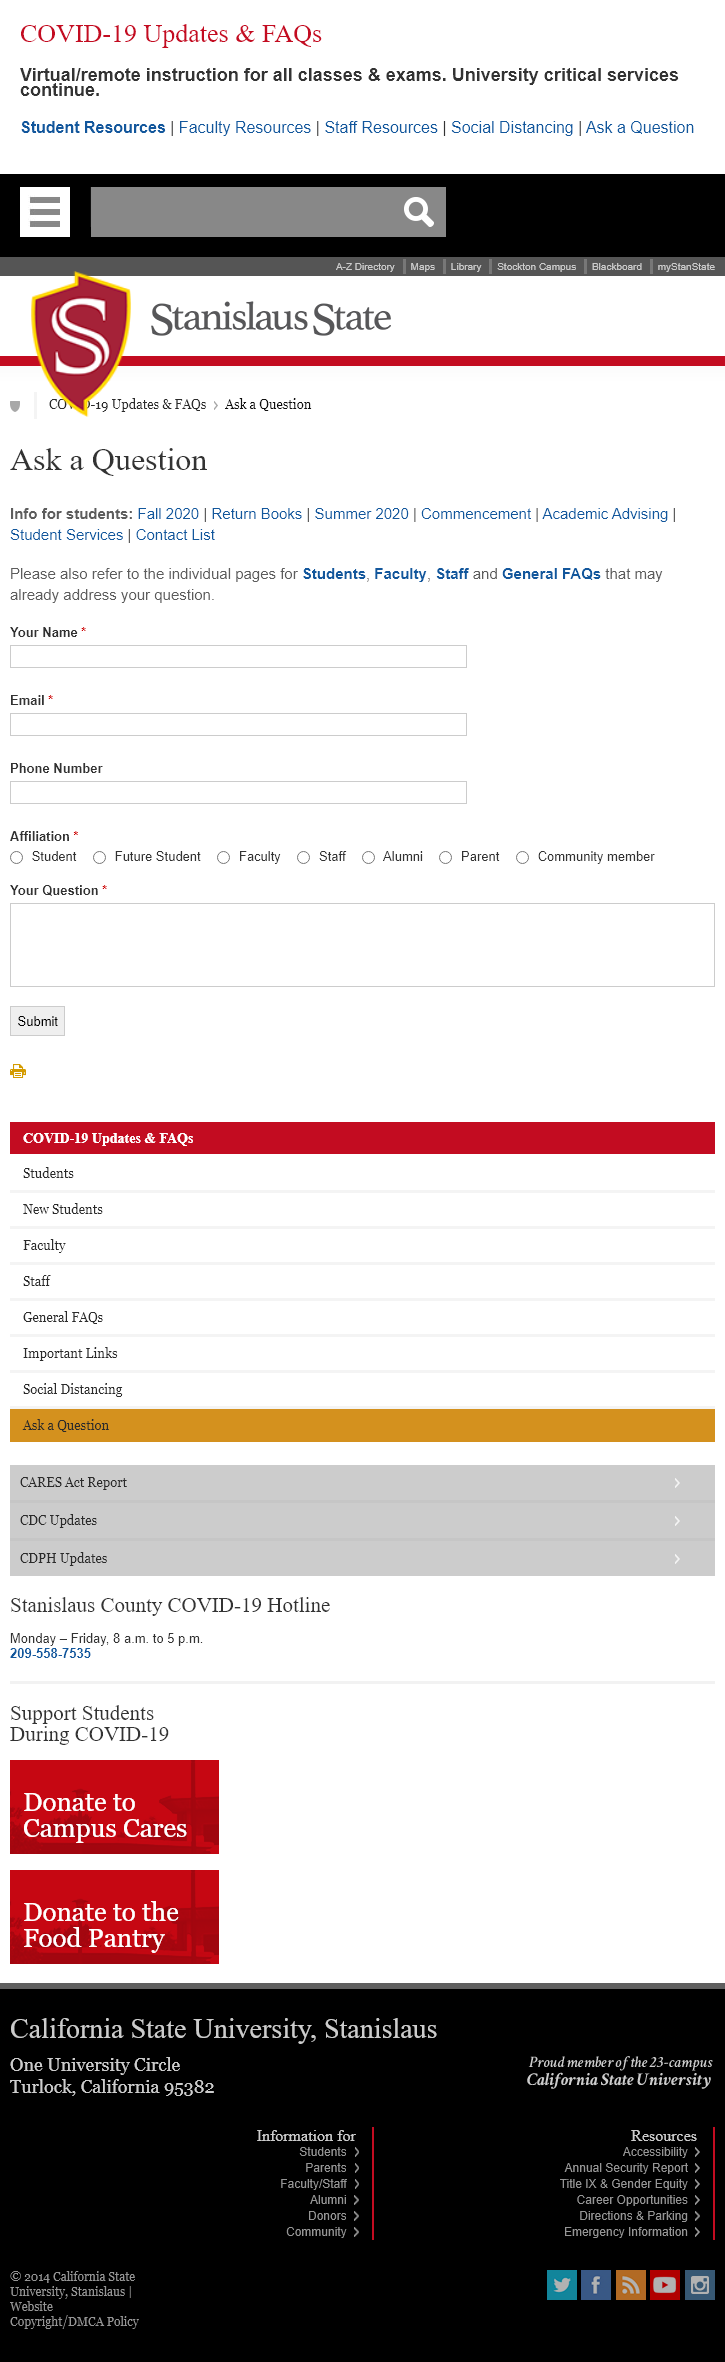 COVID-19 Updates & FAQs
Virtual/remote instruction for all classes & exams. University critical services
continue.
Student Resources | Faculty Resources | Staff Resources | Social Distancing | Ask a Question
A-Z Directory
Maps
Library
Stockton Campus
Blackboard
myStanState
S
Stanislaus State
COVID-19 Updates & FAQs › Ask a Question
Ask a Question
Info for students: Fall 2020 | Return Books | Summer 2020 | Commencement | Academic Advising |
Student Services | Contact List
Please also refer to the individual pages for Students, Faculty, Staff and General FAQs that may
already address your question.
Your Name *
Email *
Phone Number
Affiliation *
Student Future Student Faculty Staff Alumni Parent Community member
Your Question *
Submit
COVID-19 Updates & FAQs
Students
New Students
Faculty
Staff
General FAQs
Important Links
Social Distancing
Ask a Question
CARES Act Report
CDC Updates
CDPH Updates
Stanislaus County COVID-19 Hotline
Monday – Friday, 8 a.m. to 5 p.m.
209-558-7535
Support Students
During COVID-19
Donate to
Campus Cares
Donate to the
Food Pantry
California State University, Stanislaus
One University Circle
Turlock, California 95382
Proud member of the 23-campus
California State University
Information for
Students
Parents
Faculty/Staff
Alumni
Donors
Community
Resources
Accessibility
Annual Security Report
Title IX & Gender Equity
Career Opportunities
Directions & Parking
Emergency Information
© 2014 California State
University, Stanislaus |
Website
Copyright/DMCA Policy